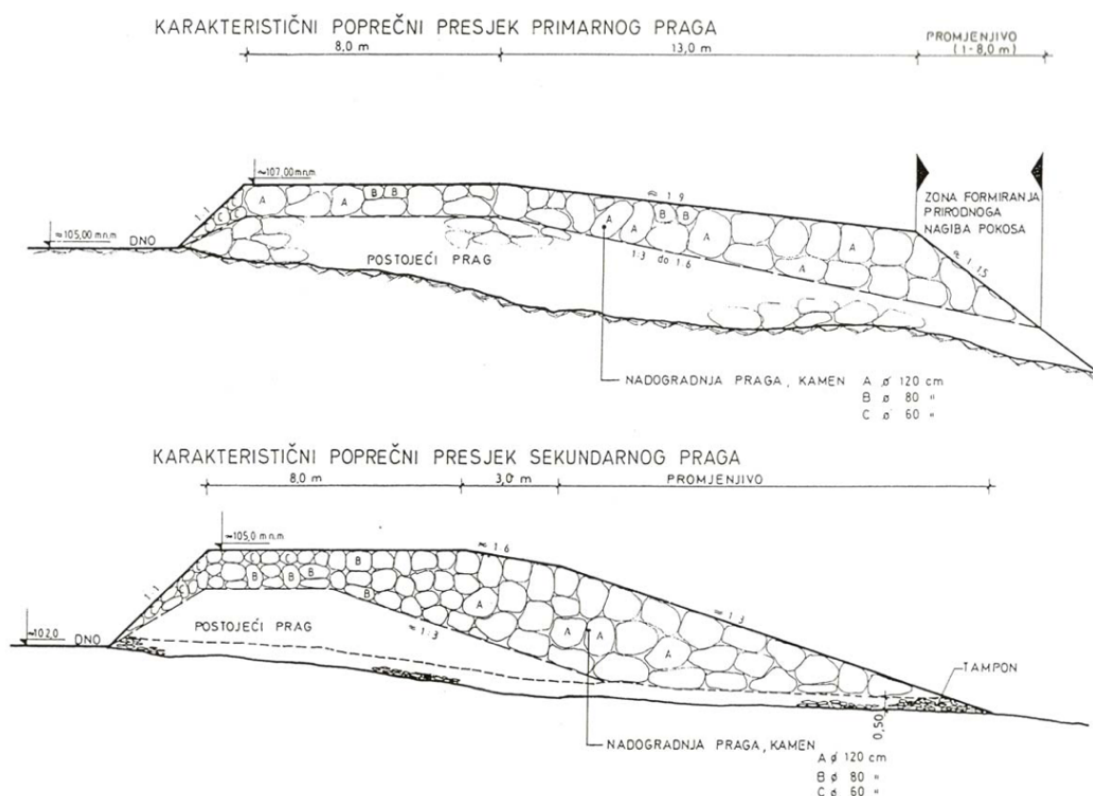 KARAKTERISTIČNI POPREČNI PRESJEK PRIMARNOG PRAGA
8,0 m
13,0 m
PROMJENJIVO
(1-8,0 m)
≈107,00 m.n.m
1:1
C C
A
A
B B
≈ 1:9
A
A
B B
A
A
A
ZONA FORMIRANJA
PRIRODNOGA
NAGIBA POKOSA
≈105,00 m.n.m.
DNO
POSTOJEĆI PRAG
1:3 do 1:6
≈ 1:1,5
NADOGRADNJA PRAGA, KAMEN A ø 120 cm
B ø 80 "
C ø 60 "
KARAKTERISTIČNI POPREČNI PRESJEK SEKUNDARNOG PRAGA
8,0 m
3,0 m
PROMJENJIVO
≈105,0 m n.m.
≈ 1:6
1:1
C C C B
B B B
B
A
A A
A
≈ 1:3
≈102,0
DNO
POSTOJEĆI PRAG
≈ 1:3
TAMPON
0,50
NADOGRADNJA PRAGA, KAMEN
A ø 120 cm
B ø 80 "
C ø 60 "